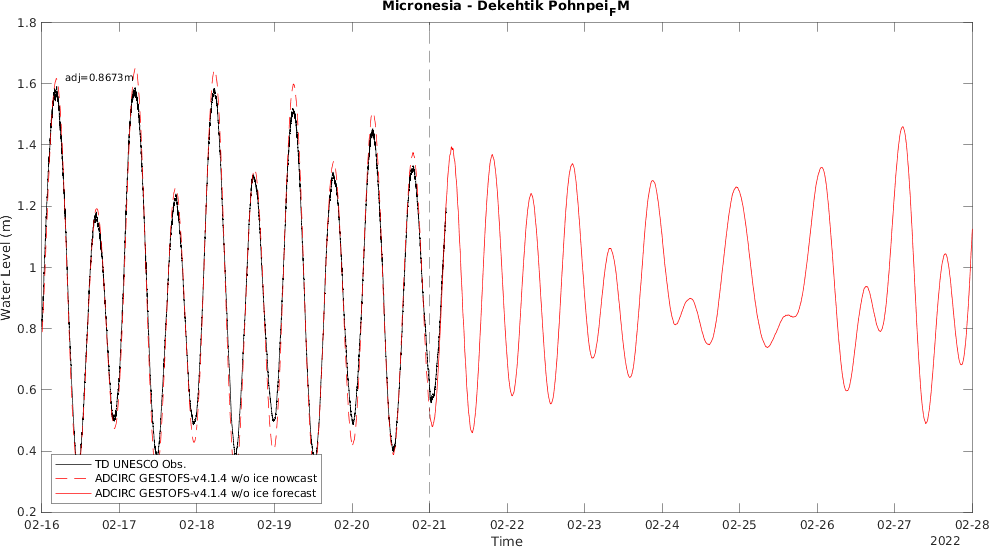 Micronesia - Dekehtik Pohnpei_FM
1.8
1.6
1.4
1.2
1
0.8
0.6
0.4
0.2
Water Level (m)
adj=0.8673m
TD UNESCO Obs.
ADCIRC GESTOFS-v4.1.4 w/o ice nowcast
ADCIRC GESTOFS-v4.1.4 w/o ice forecast
02-16 02-17 02-18 02-19 02-20 02-21 02-22 02-23 02-24 02-25 02-26 02-27 02-28
Time
2022